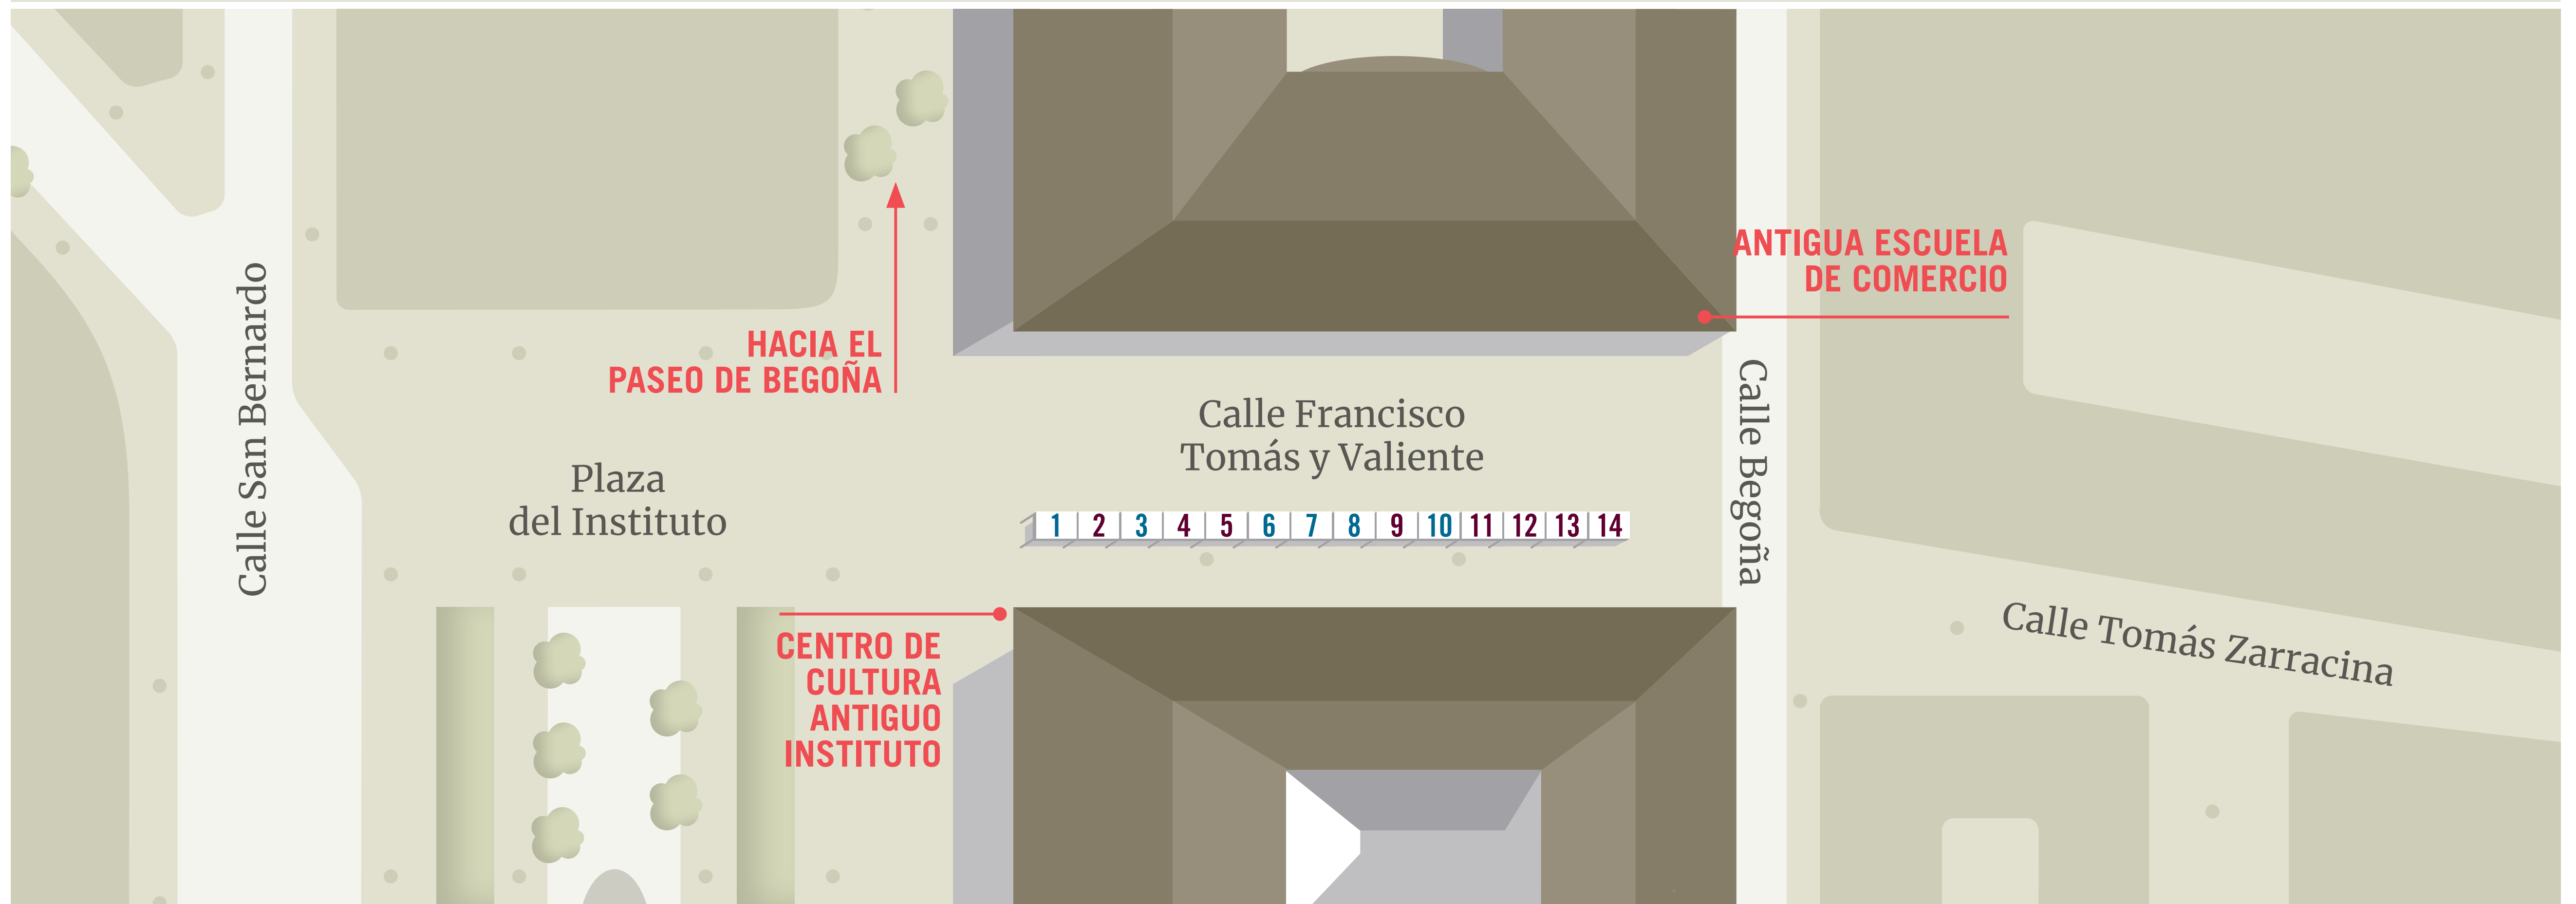 Calle San Bernardo
HACIA EL
PASEO DE BEGOÑA
Plaza
del Instituto
CENTRO DE
CULTURA
ANTIGUO
INSTITUTO
Calle Francisco
Tomás y Valiente
1 2 3 4 5 6 7 8 9 10 11 12 13 14
ANTIGUA ESCUELA
DE COMERCIO
Calle Begoña
Calle Tomás Zarracina